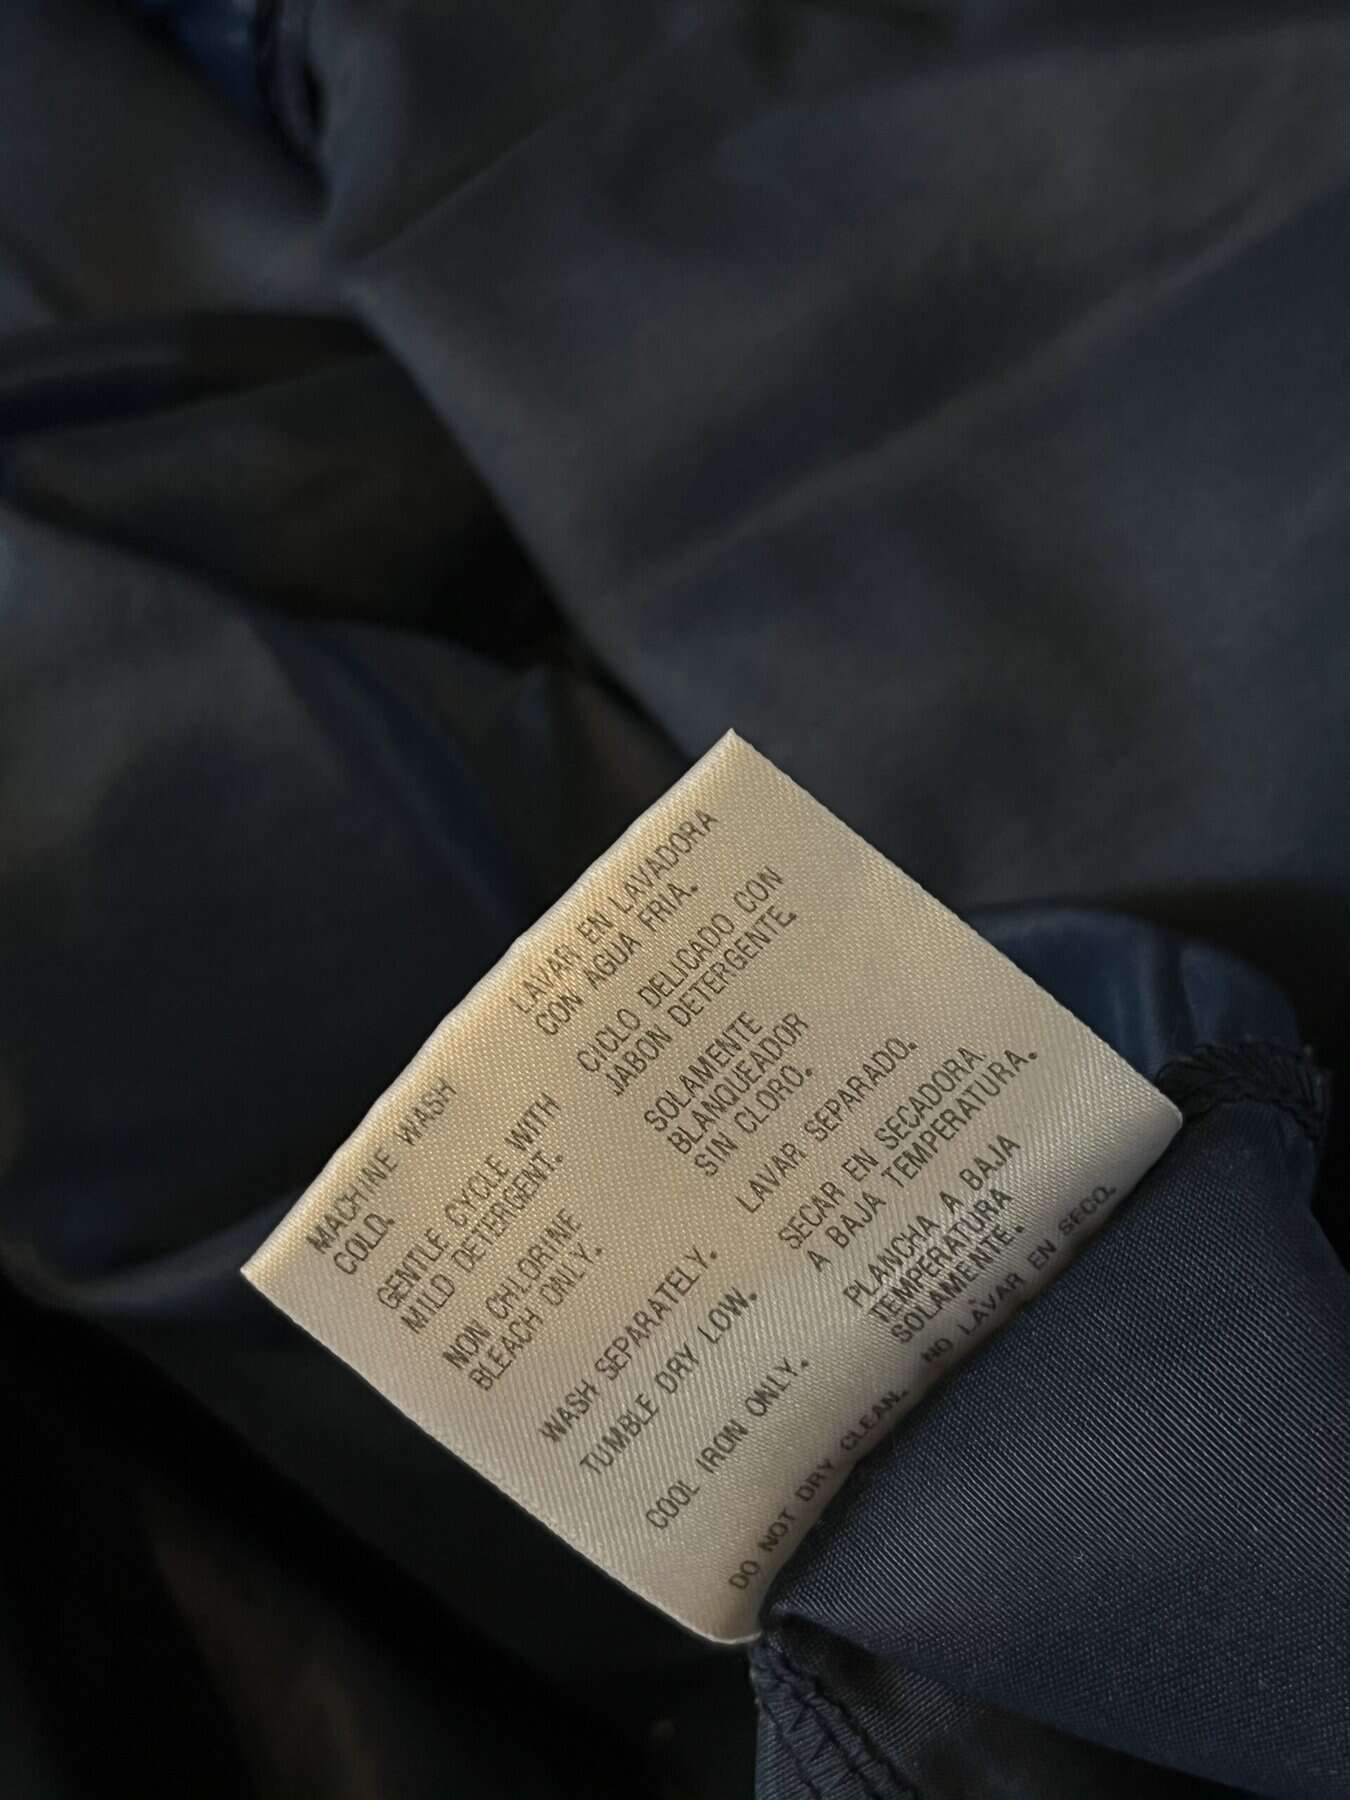 MACHINE WASH
COLD.
GENTLE CYCLE WITH
MILD DETERGENT.
NON CHLORINE
BLEACH ONLY.
WASH SEPARATELY.
TUMBLE DRY LOW.
COOL IRON ONLY.
DO NOT DRY CLEAN.
LAVAR EN LAVADORA
CON AGUA FRIA.
CICLO DELICADO CON
JABON DETERGENTE.
SOLAMENTE
BLANQUEADOR
SIN CLORO.
LAVAR SEPARADO.
SECAR EN SECADORA.
A BAJA TEMPERATURA.
PLANCHA A BAJA
TEMPERATURA
SOLAMENTE.
NO LAVAR EN SECO.